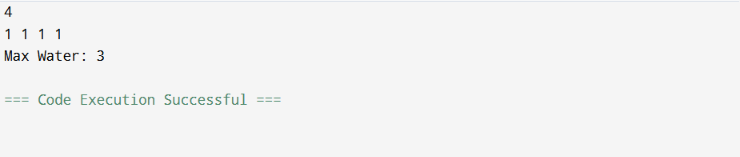 4
1 1 1 1
Max Water: 3
=== Code Execution Successful ===